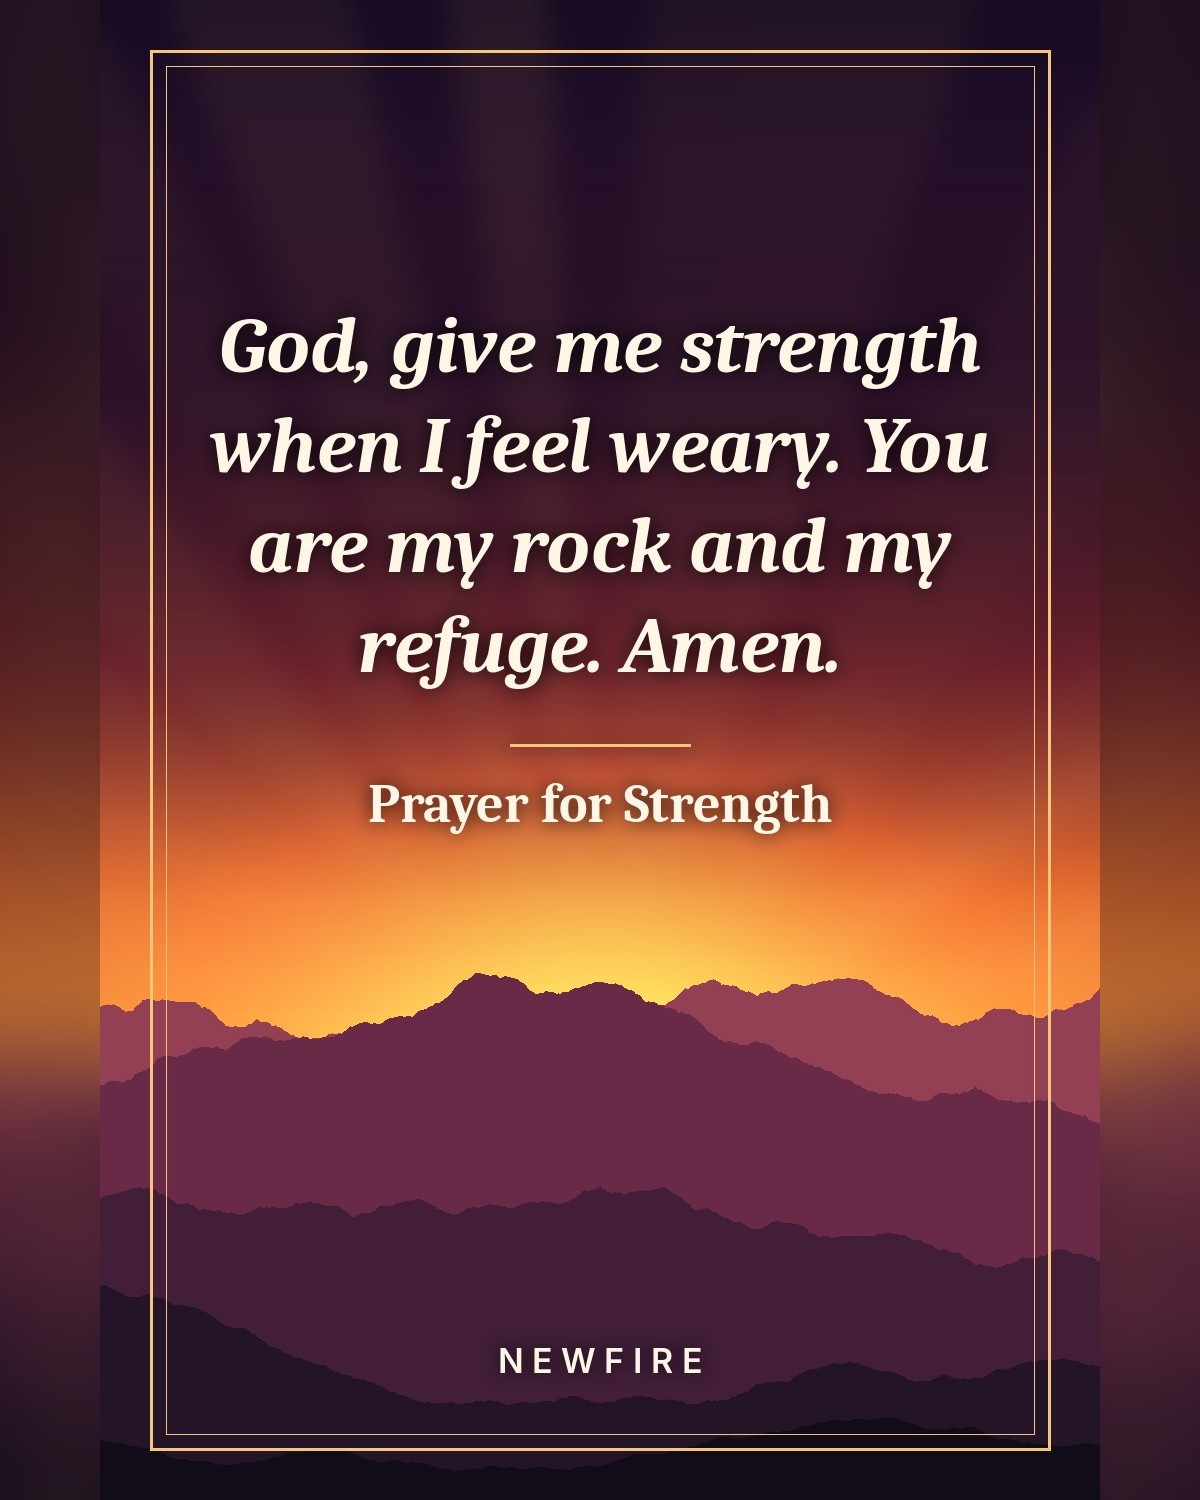 God, give me strength
when I feel weary. You
are my rock and my
refuge. Amen.
Prayer for Strength
NEWFIRE